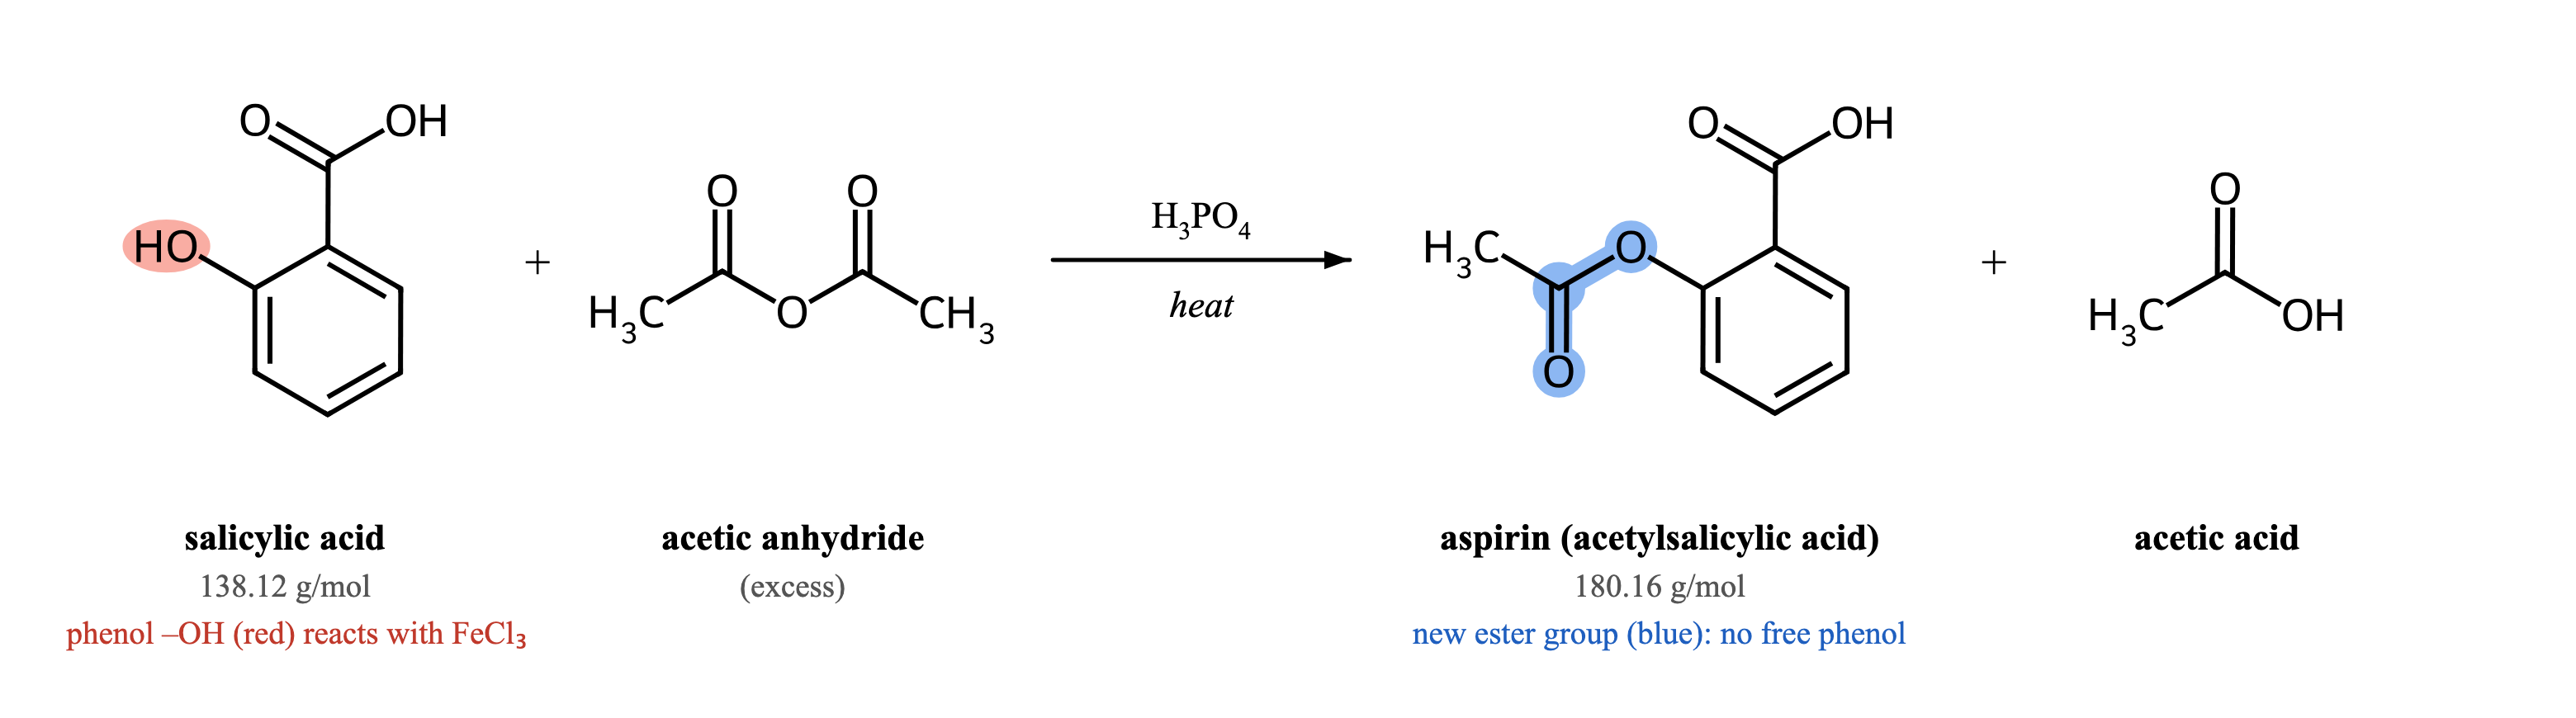 O OH
HO
+
O O
H₃C O CH₃
H₃PO₄
heat
O OH
H₃C O
O
+
O
H₃C OH
salicylic acid
138.12 g/mol
phenol –OH (red) reacts with FeCl₃
acetic anhydride
(excess)
aspirin (acetylsalicylic acid)
180.16 g/mol
new ester group (blue): no free phenol
acetic acid